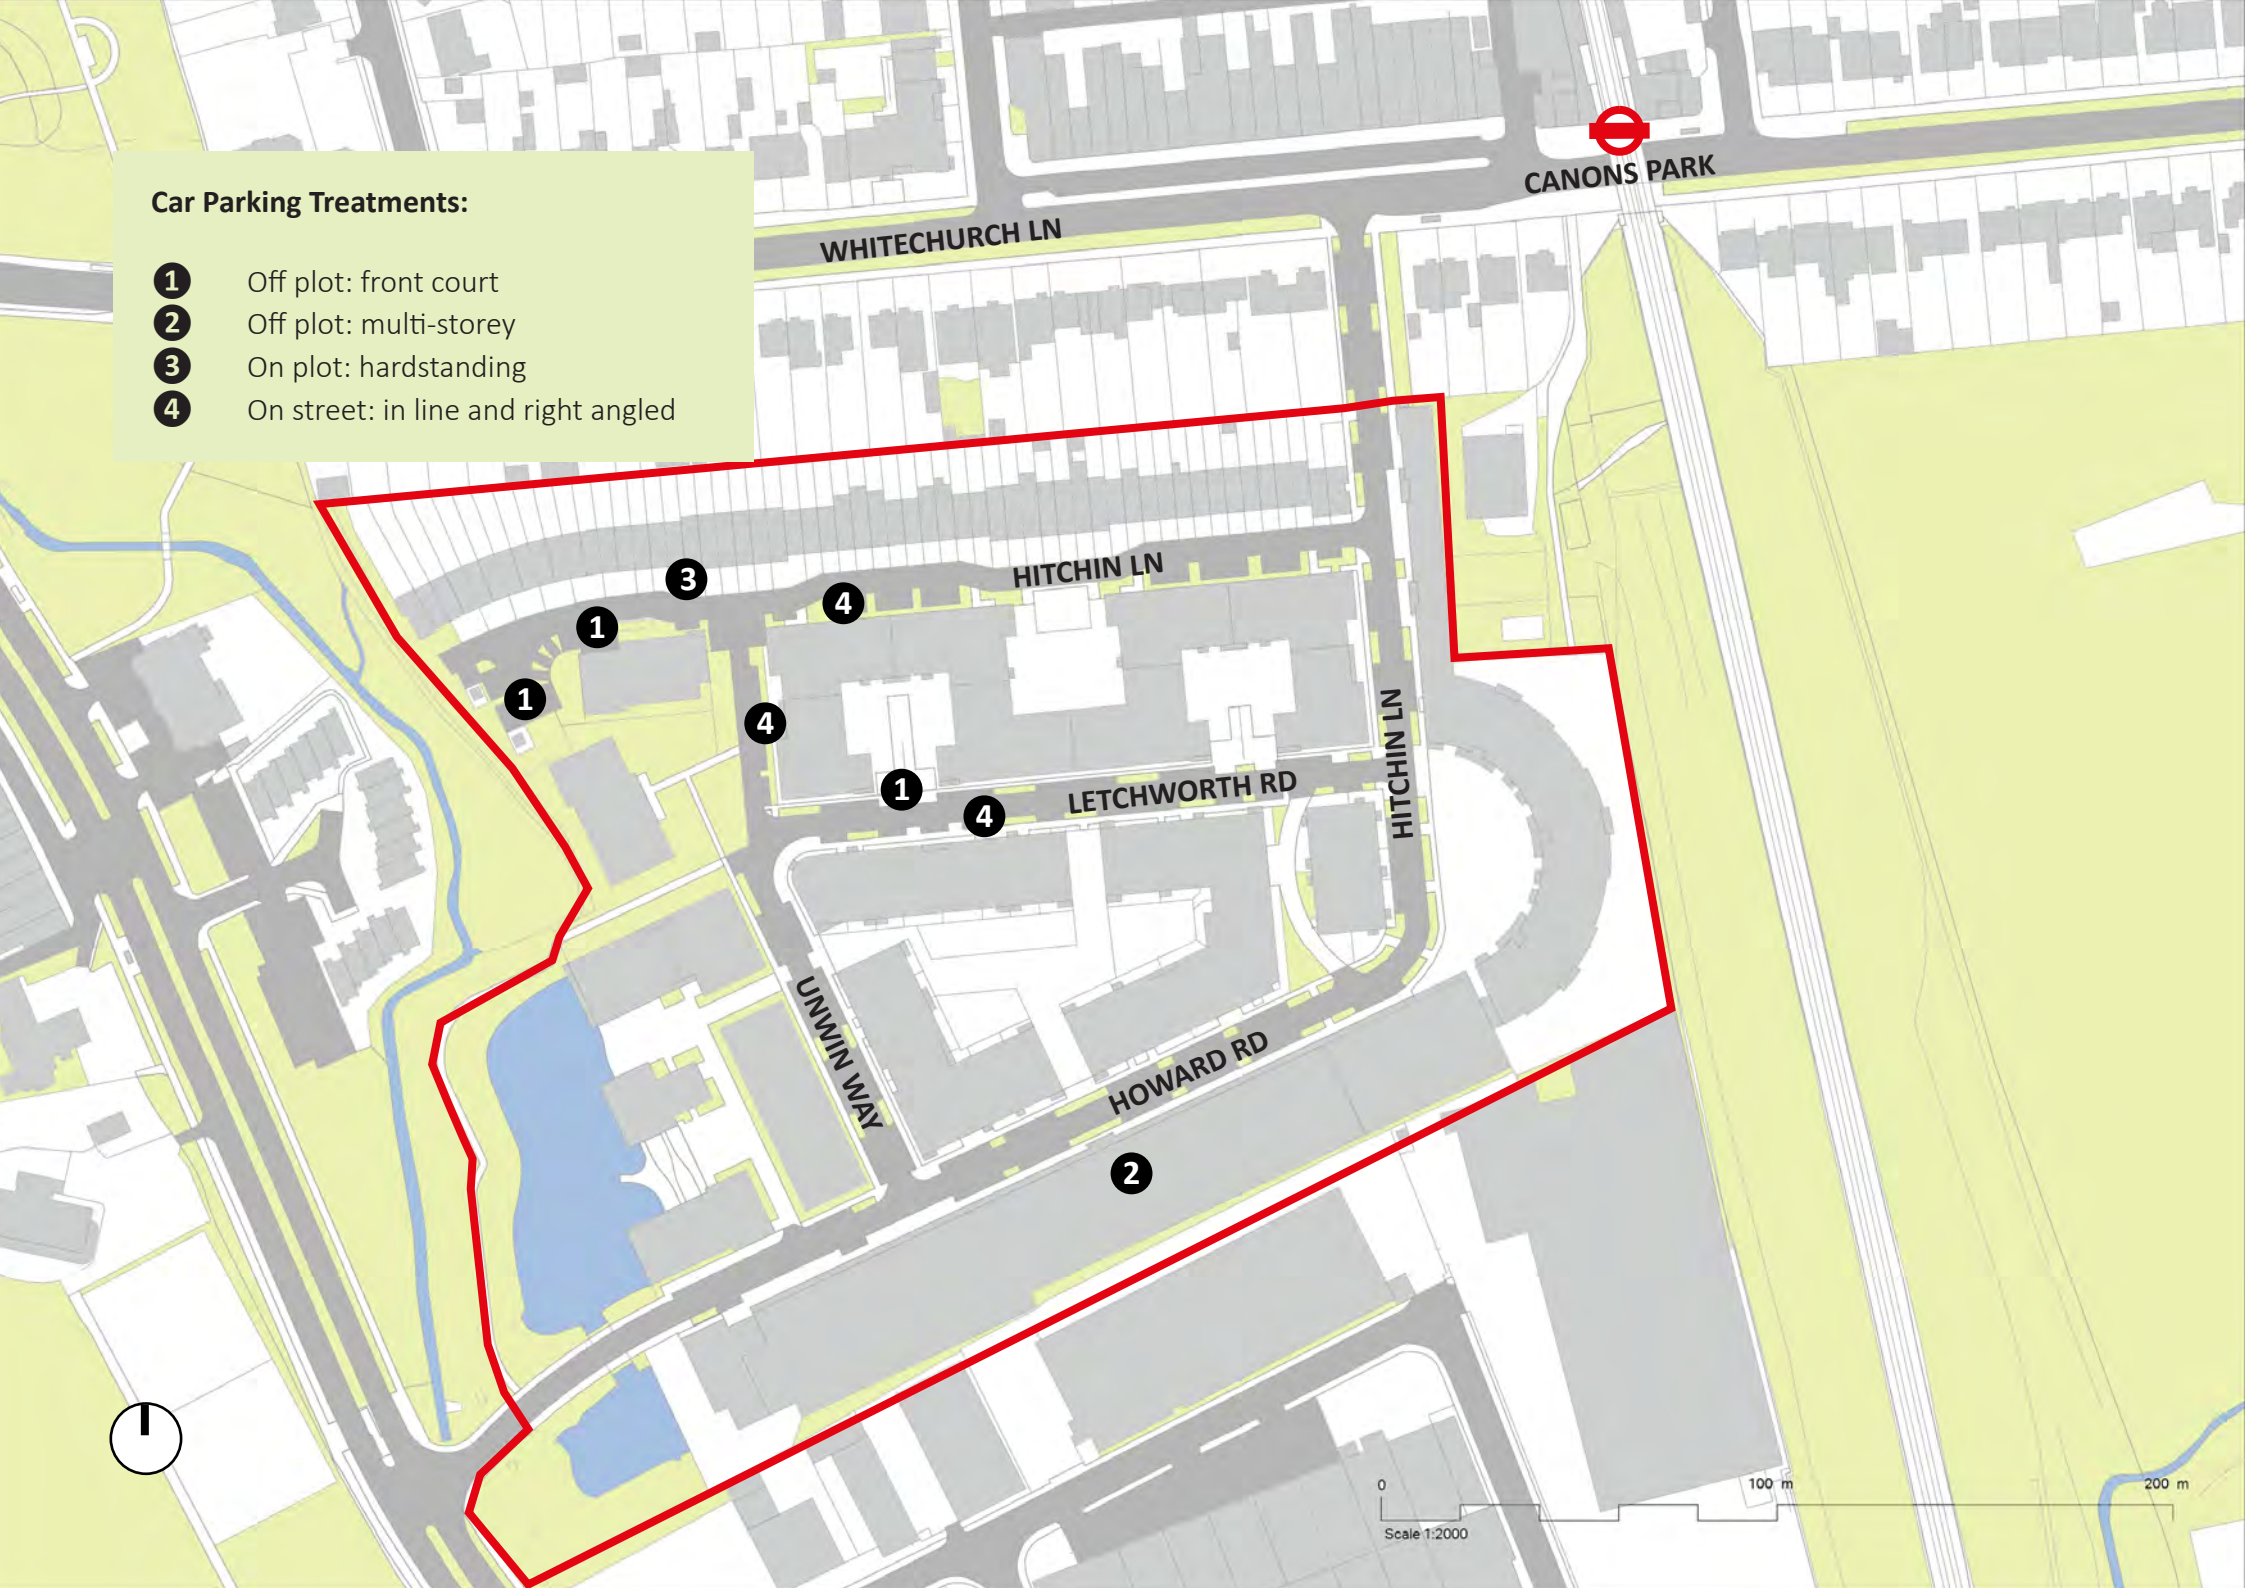 CANONS PARK
Car Parking Treatments:
WHITECHURCH LN
1 Off plot: front court
2 Off plot: multi-storey
3 On plot: hardstanding
4 On street: in line and right angled
HITCHIN LN
3
4
1
1
4
HITCHIN LN
1
LETCHWORTH RD
4
UNWIN WAY
HOWARD RD
2
0
100 m
200 m
Scale 1:2000